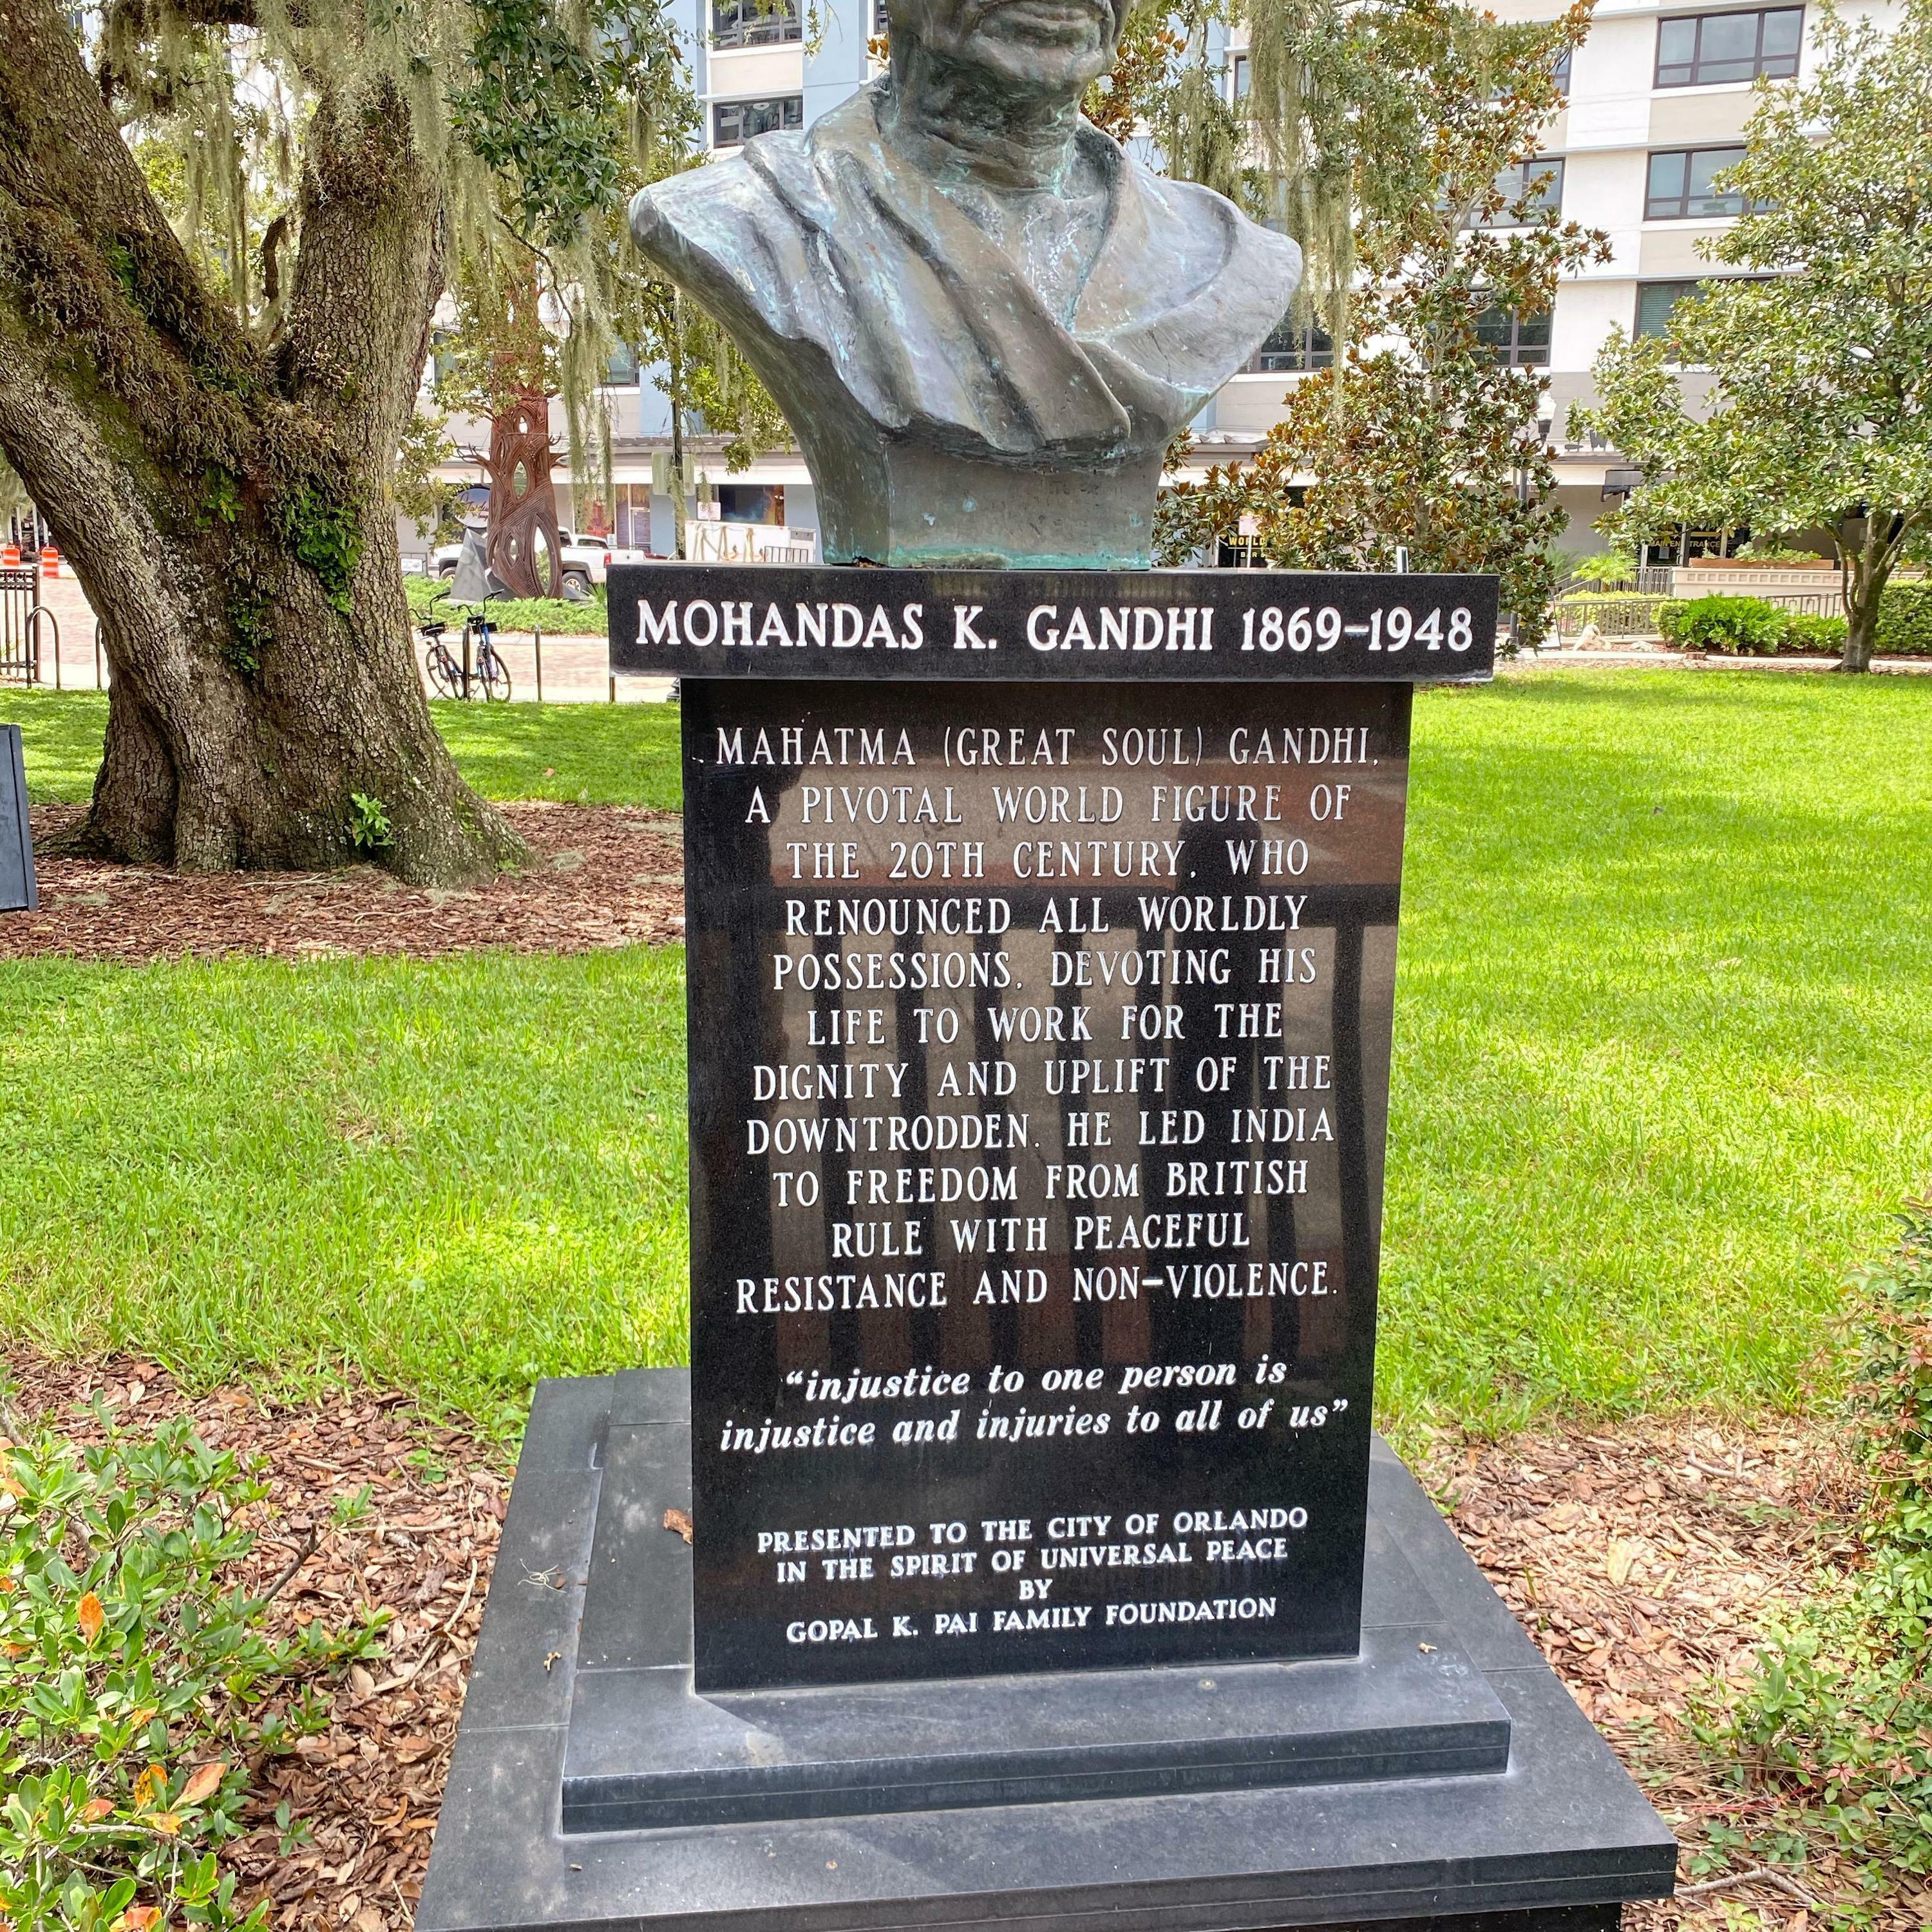 MOHANDAS K. GANDHI 1869-1948
MAHATMA (GREAT SOUL) GANDHI,
A PIVOTAL WORLD FIGURE OF
THE 20TH CENTURY, WHO
RENOUNCED ALL WORLDLY
POSSESSIONS, DEVOTING HIS
LIFE TO WORK FOR THE
DIGNITY AND UPLIFT OF THE
DOWNTRODDEN. HE LED INDIA
TO FREEDOM FROM BRITISH
RULE WITH PEACEFUL
RESISTANCE AND NON-VIOLENCE.
"injustice to one person is
injustice and injuries to all of us"
PRESENTED TO THE CITY OF ORLANDO
IN THE SPIRIT OF UNIVERSAL PEACE
BY
GOPAL K. PAI FAMILY FOUNDATION